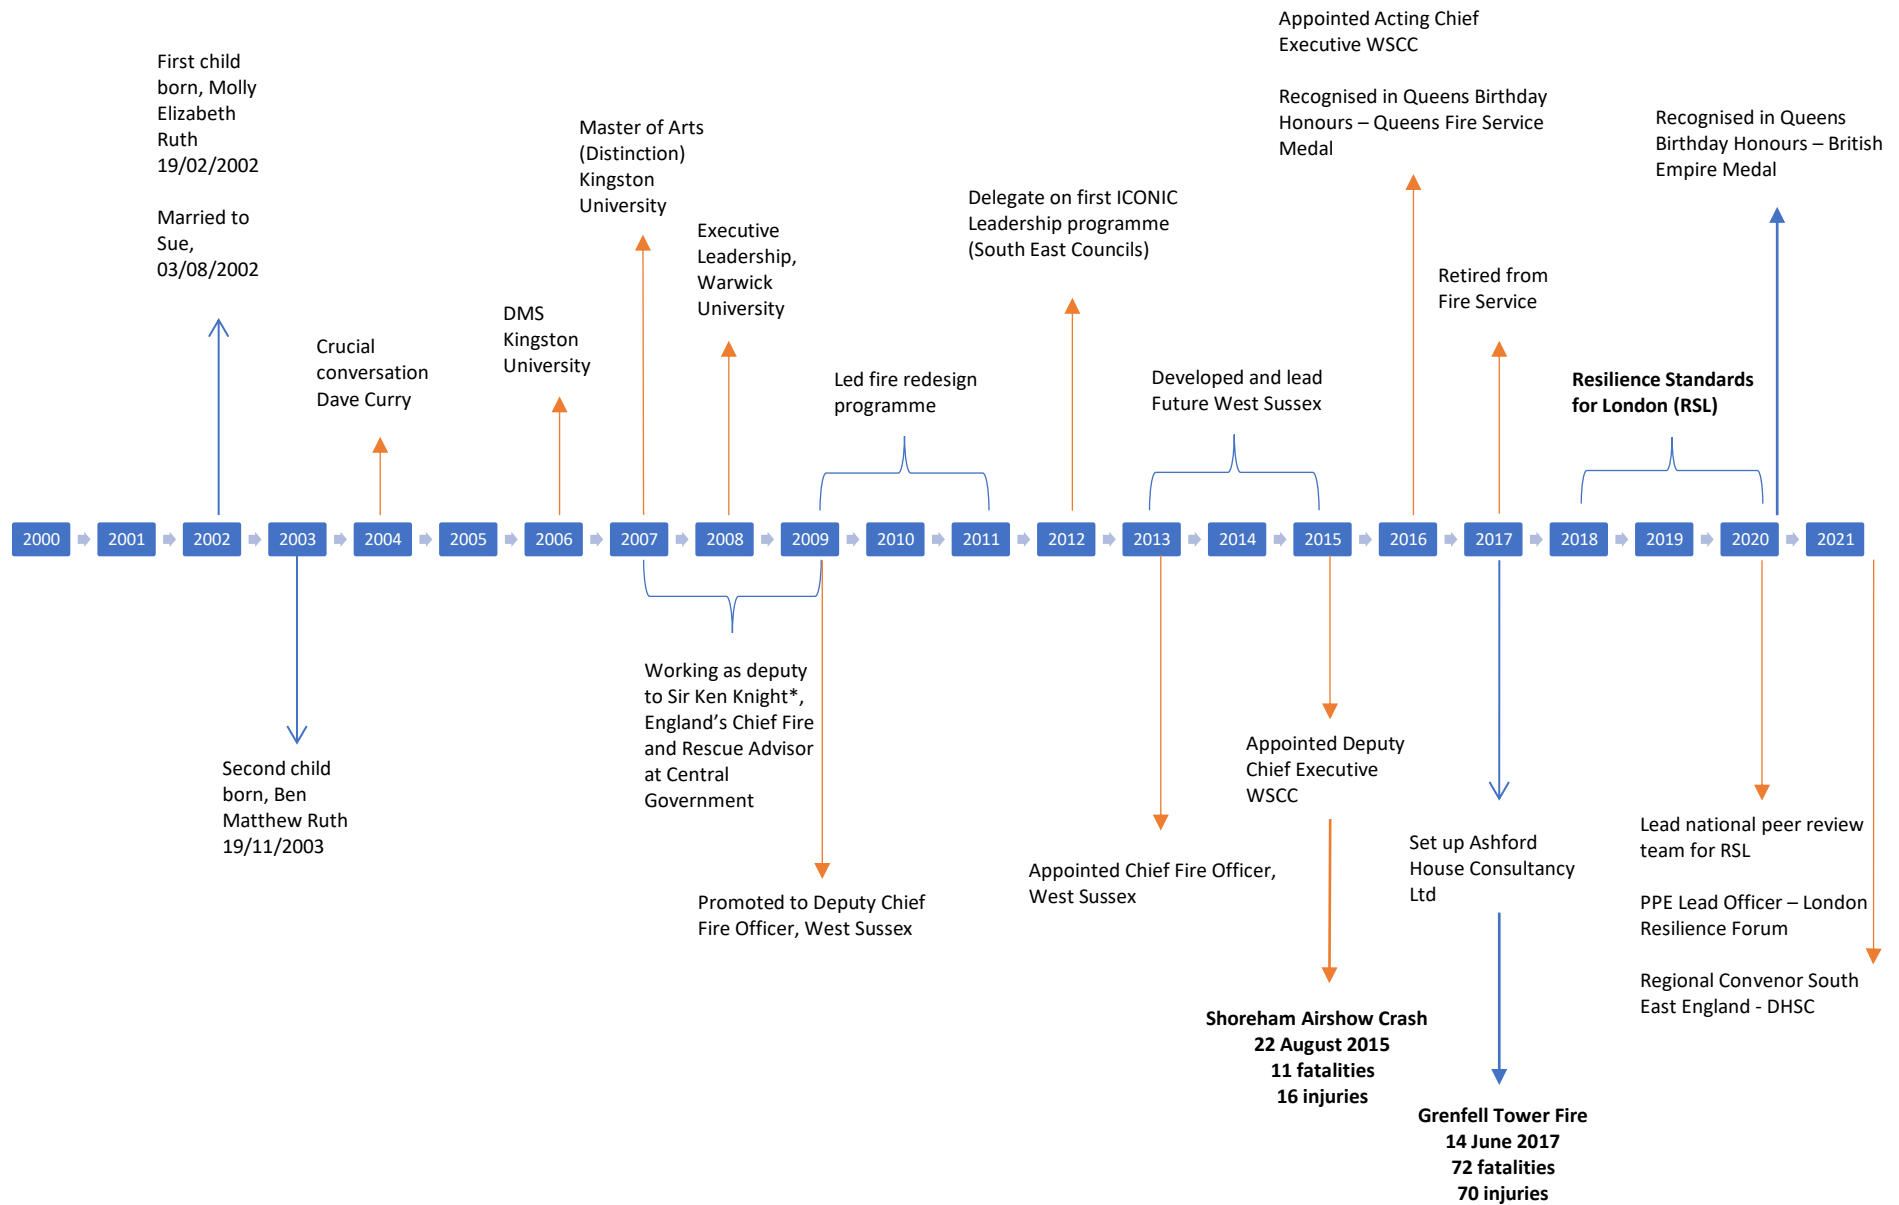 First child
born, Molly
Elizabeth
Ruth
19/02/2002
Married to
Sue,
03/08/2002
Crucial
conversation
Dave Curry
DMS
Kingston
University
Master of Arts
(Distinction)
Kingston
University
Executive
Leadership,
Warwick
University
Led fire redesign
programme
Delegate on first ICONIC
Leadership programme
(South East Councils)
Developed and lead
Future West Sussex
Appointed Acting Chief
Executive WSCC
Recognised in Queens Birthday
Honours – Queens Fire Service
Medal
Retired from
Fire Service
Resilience Standards
for London (RSL)
Recognised in Queens
Birthday Honours – British
Empire Medal
2000 2001 2002 2003 2004 2005 2006 2007 2008 2009 2010 2011 2012 2013 2014 2015 2016 2017 2018 2019 2020 2021
Second child
born, Ben
Matthew Ruth
19/11/2003
Working as deputy
to Sir Ken Knight*,
England’s Chief Fire
and Rescue Advisor
at Central
Government
Promoted to Deputy Chief
Fire Officer, West Sussex
Appointed Chief Fire Officer,
West Sussex
Appointed Deputy
Chief Executive
WSCC
Shoreham Airshow Crash
22 August 2015
11 fatalities
16 injuries
Set up Ashford
House Consultancy
Ltd
Grenfell Tower Fire
14 June 2017
72 fatalities
70 injuries
Lead national peer review
team for RSL
PPE Lead Officer – London
Resilience Forum
Regional Convenor South
East England - DHSC